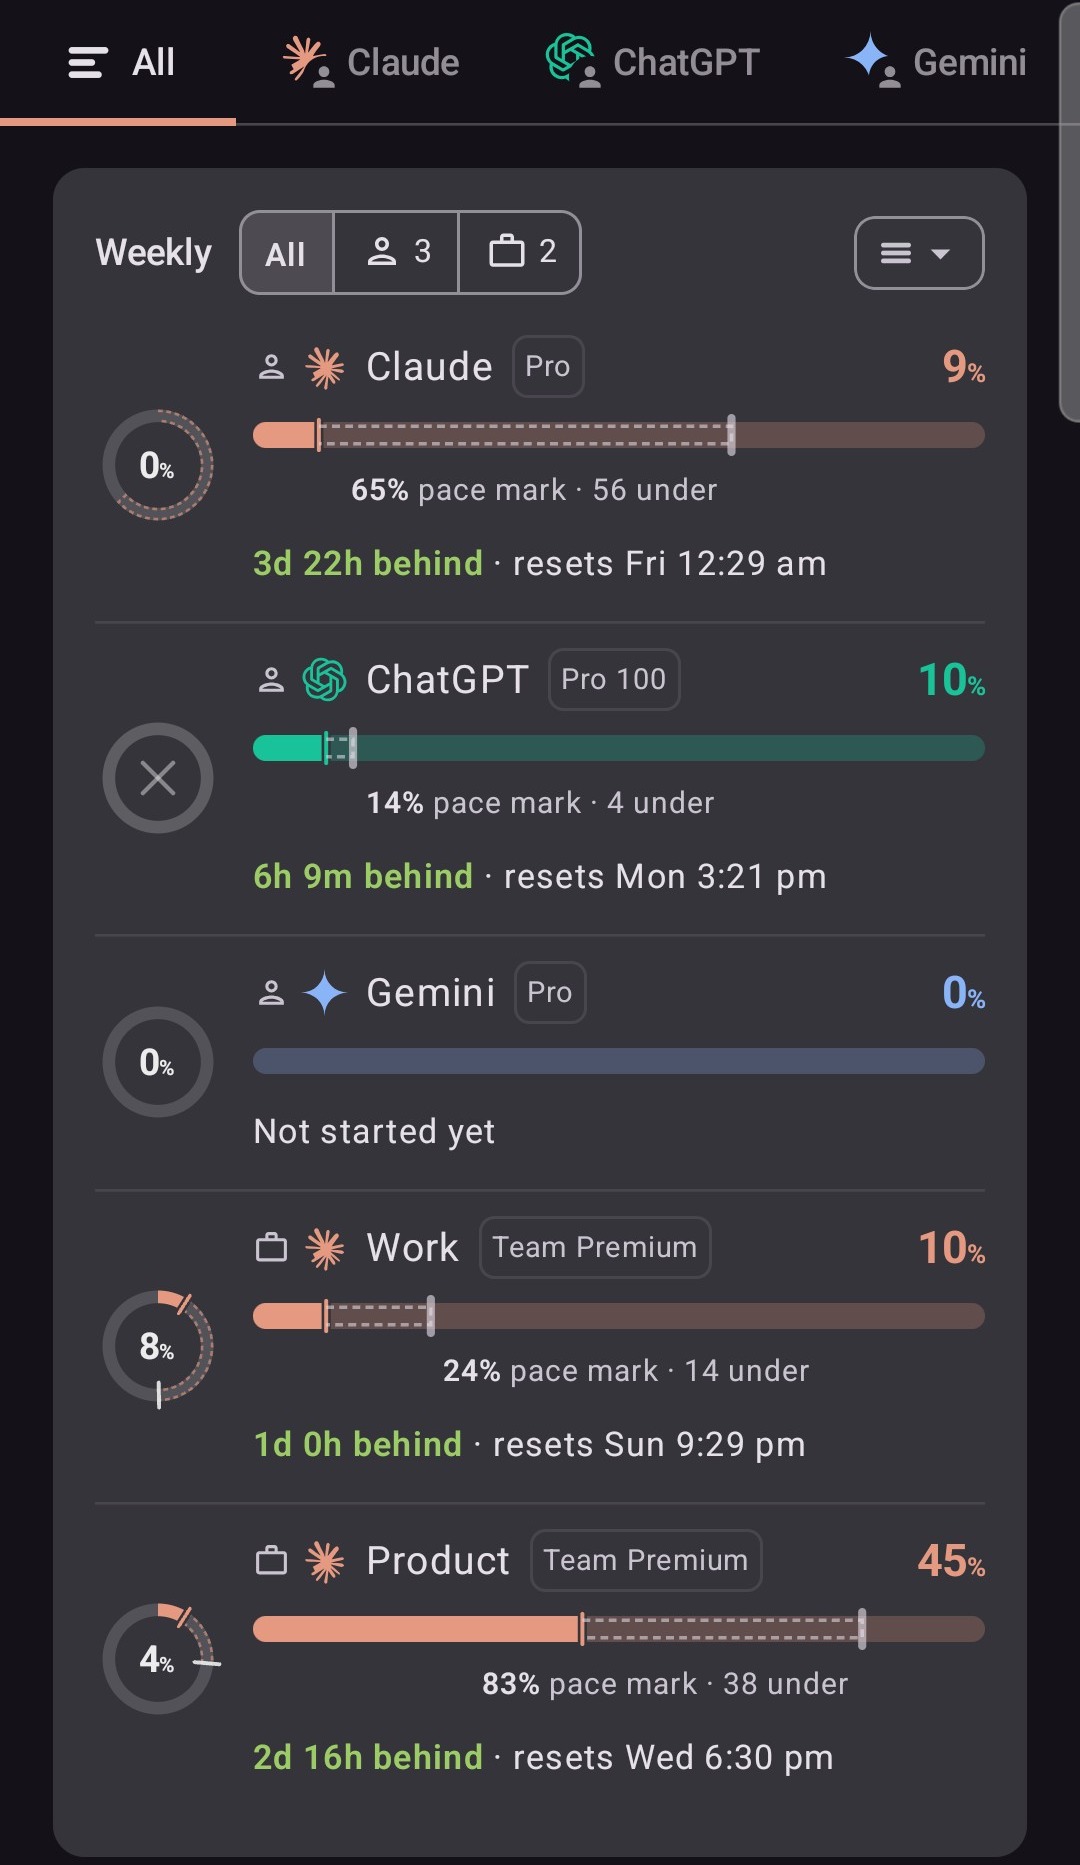 All Claude ChatGPT Gemini
Weekly All 3 2
Claude Pro 9%
0%
65% pace mark · 56 under
3d 22h behind · resets Fri 12:29 am
ChatGPT Pro 100 10%
14% pace mark · 4 under
6h 9m behind · resets Mon 3:21 pm
Gemini Pro 0%
0%
Not started yet
Work Team Premium 10%
8%
24% pace mark · 14 under
1d 0h behind · resets Sun 9:29 pm
Product Team Premium 45%
4%
83% pace mark · 38 under
2d 16h behind · resets Wed 6:30 pm